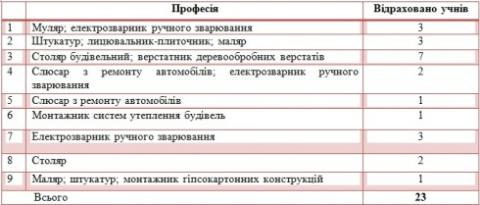 Професія Відраховано учнів
1 Муляр; електрозварник ручного зварювання 3
2 Штукатур; лицювальник-плиточник; маляр 3
3 Столяр будівельний; верстатник деревообробних верстатів 7
4 Слюсар з ремонту автомобілів; електрозварник ручного 2
зварювання
5 Слюсар з ремонту автомобілів 1
6 Монтажник систем утеплення будівель 1
7 Електрозварник ручного зварювання 3
8 Столяр 2
9 Маляр; штукатур; монтажник гіпсокартонних конструкцій 1
Всього 23